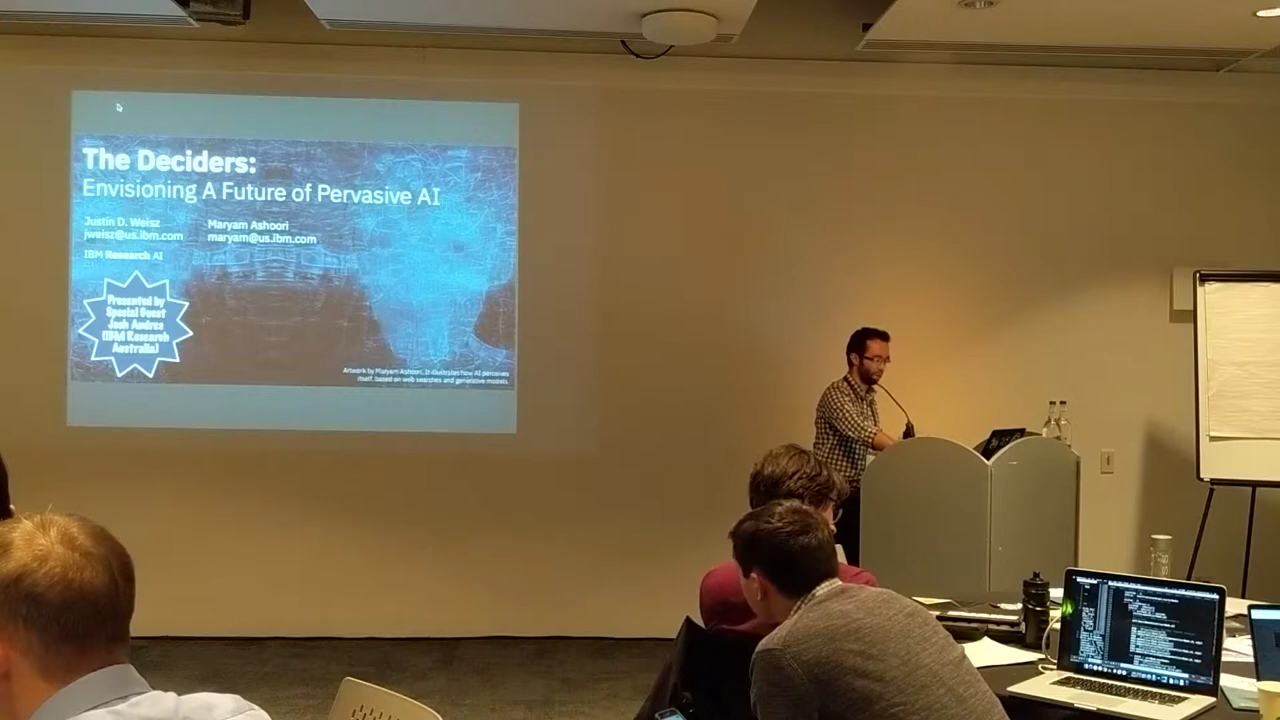 The Deciders:
Envisioning A Future of Pervasive AI
Justin D. Weisz
jweisz@us.ibm.com
Maryam Ashoori
maryam@us.ibm.com
IBM Research AI
Presented by
Special Guest
Josh Andres
(IBM Research
Australia)
Artwork by Maryam Ashoori. It illustrates how AI perceives
itself, based on web searches and generative models.